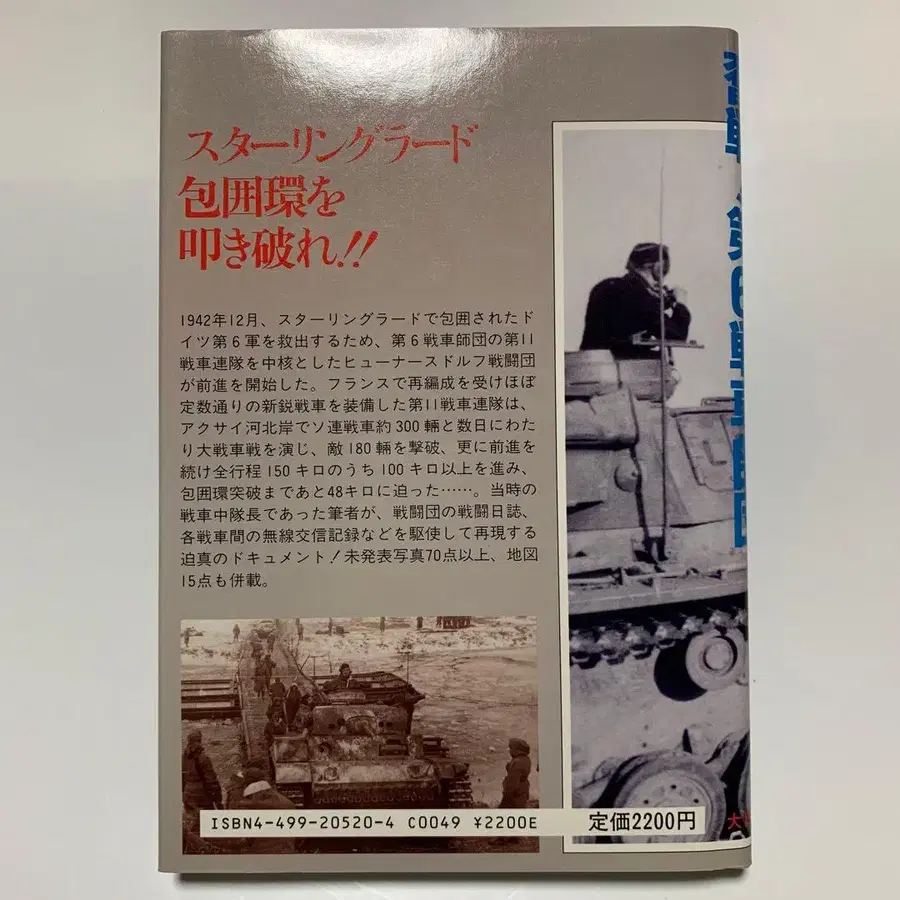 スターリングラード
包囲環を
叩き破れ!!
1942年12月、スターリングラードで包囲されたド
イツ第6軍を救出するため、第6戦車師団の第11
戦車連隊を中核としたヒューナースドルフ戦闘団
が前進を開始した。フランスで再編成を受けほぼ
定数通りの新鋭戦車を装備した第11戦車連隊は、
アクサイ河北岸でソ連戦車約300輛と数日にわた
り大戦車戦を演じ、敵180輛を撃破、更に前進を
続け全行程150キロのうち100キロ以上を進み、
包囲環突破まであと48キロに迫った……。当時の
戦車中隊長であった筆者が、戦闘団の戦闘日誌、
各戦車間の無線交信記録などを駆使して再現する
迫真のドキュメント!未発表写真70点以上、地図
15点も併載。
ISBN4-499-20520-4 C0049 ¥2200E 定価2200円
大